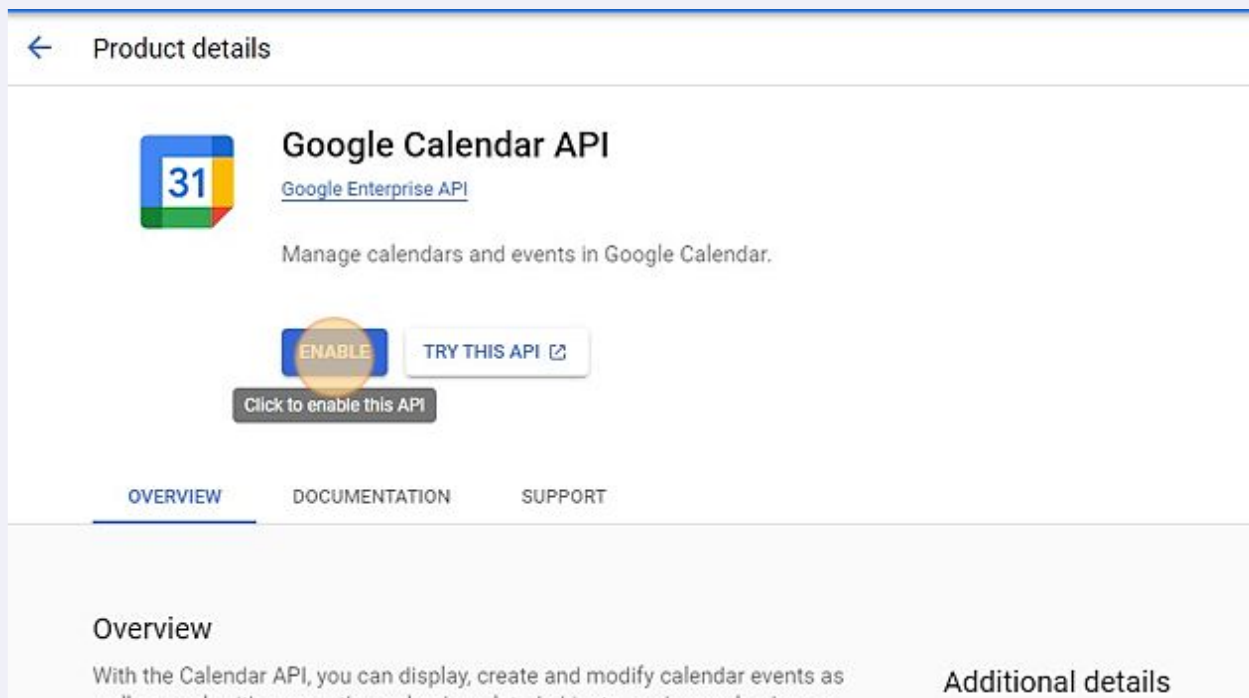 Product details
Google Calendar API
31
Google Enterprise API
Manage calendars and events in Google Calendar.
ENABLE
TRY THIS API
Click to enable this API
OVERVIEW
DOCUMENTATION
SUPPORT
Overview
With the Calendar API, you can display, create and modify calendar events as
Additional details